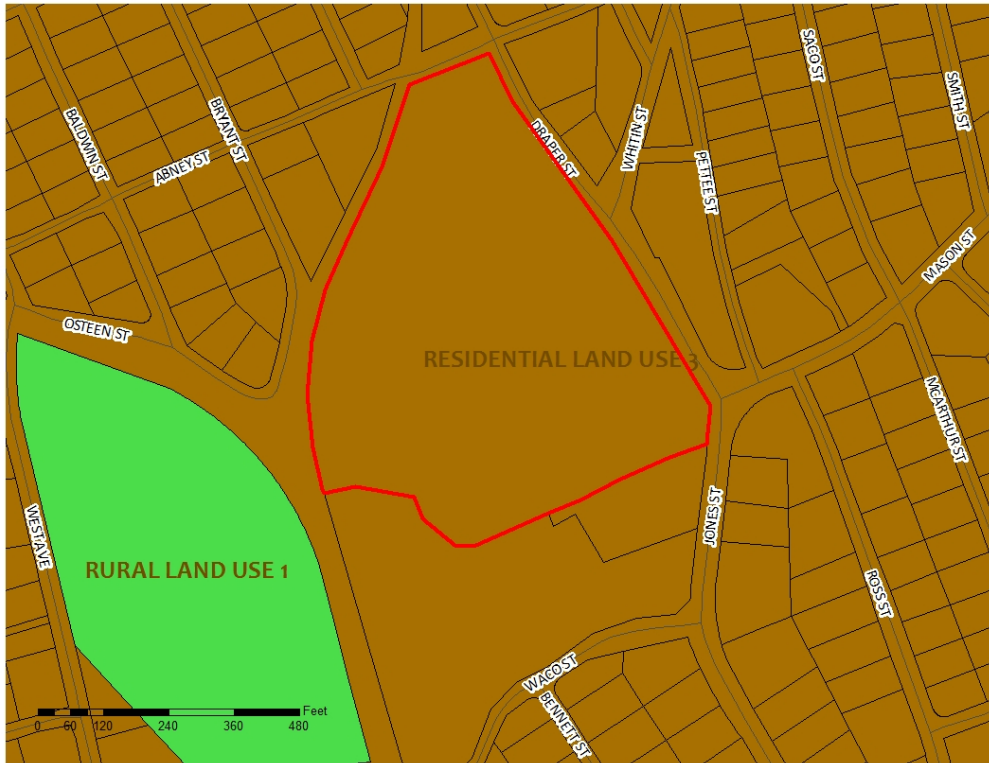 SACO ST
SMITH ST
BALDWIN ST
BRYANT ST
DRAPER ST
WHITIN ST
ABNEY ST
PETTEE ST
MASON ST
OSTEEN ST
RESIDENTIAL LAND USE 3
MCARTHUR ST
WEST AVE
JONES ST
RURAL LAND USE 1
ROSS ST
WACO ST
BENNETT ST
Feet
0 60 120 240 360 480